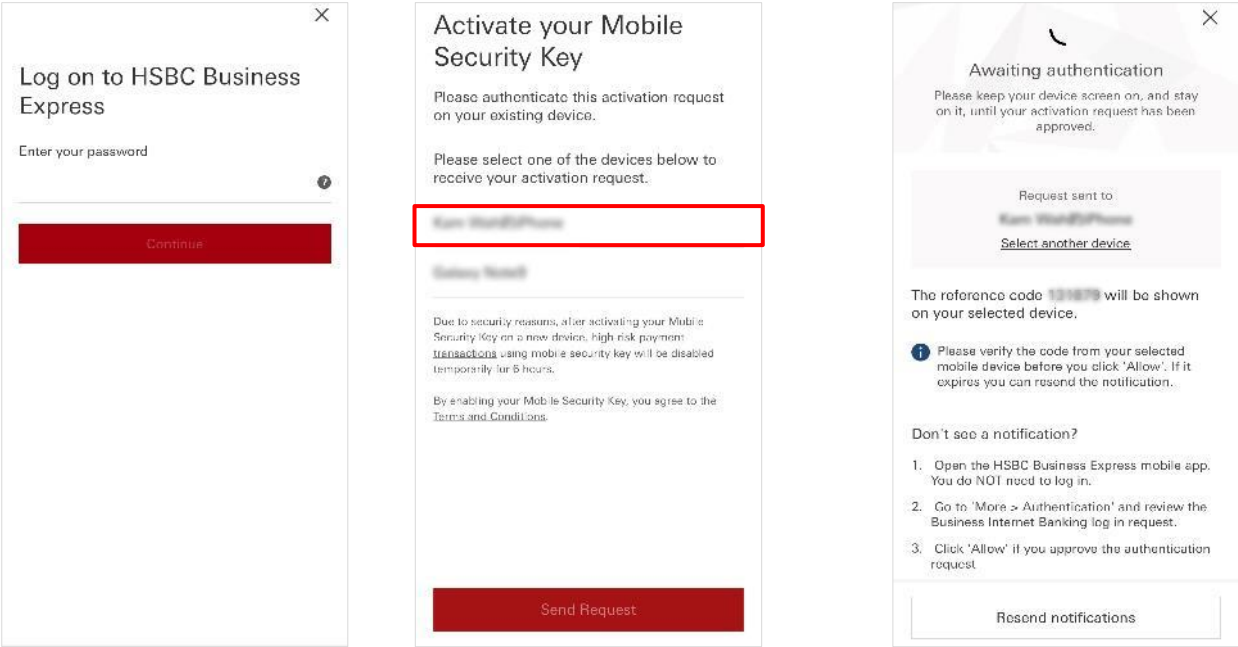 Log on to HSBC Business
Express
Enter your password
Continue
Activate your Mobile
Security Key
Please authenticate this activation request
on your existing device.
Please select one of the devices below to
receive your activation request.
Due to security reasons, after activating your Mobile
Security Key on a new device, high risk payment
transactions using mobile security key will be disabled
temporarily for 6 hours.
By enabling your Mobile Security Key, you agree to the
Terms and Conditions.
Send Request
Awaiting authentication
Please keep your device screen on, and stay
on it, until your activation request has been
approved.
Request sent to
Select another device
The reference code will be shown
on your selected device.
Please verify the code from your selected
mobile device before you click 'Allow'. If it
expires you can resend the notification.
Don't see a notification?
1. Open the HSBC Business Express mobile app.
You do NOT need to log in.
2. Go to 'More > Authentication' and review the
Business Internet Banking log in request.
3. Click 'Allow' if you approve the authentication
request
Resend notifications